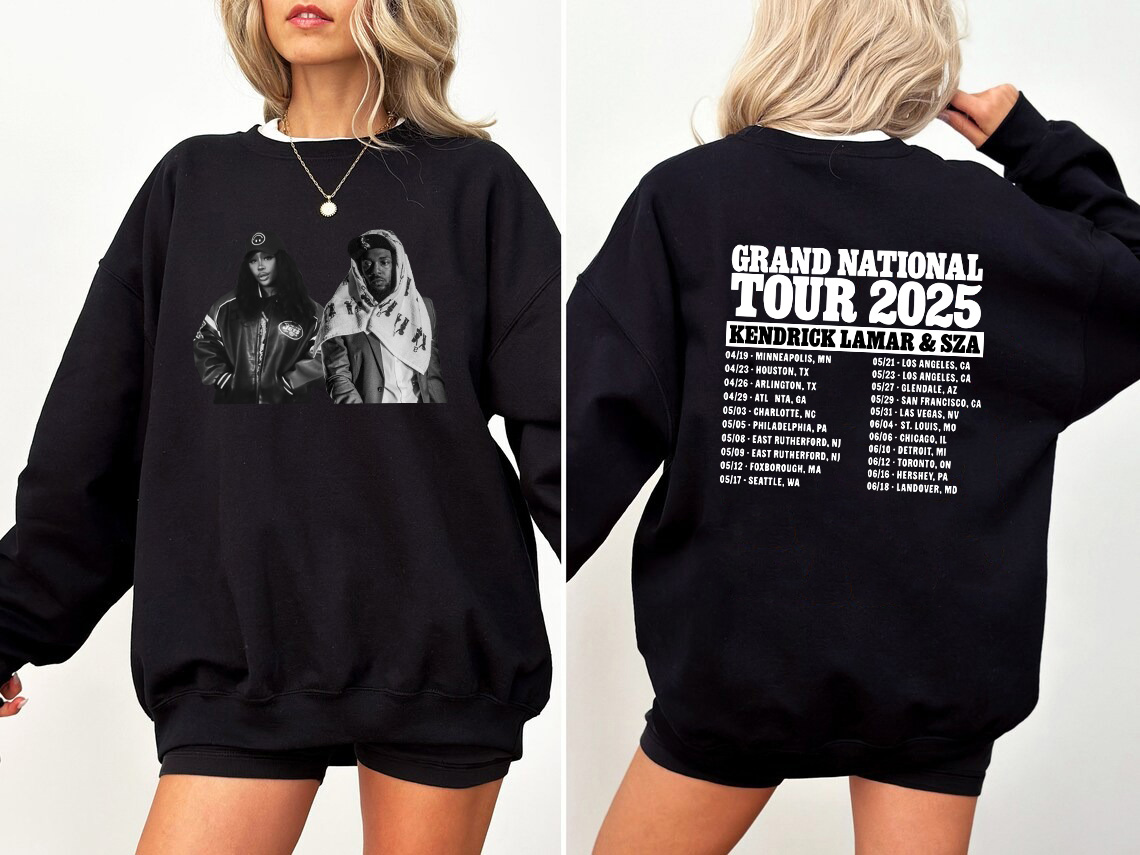 JETS
GRAND NATIONAL
TOUR 2025
KENDRICK LAMAR & SZA
04/19 · MINNEAPOLIS, MN
04/23 · HOUSTON, TX
04/26 · ARLINGTON, TX
04/29 · ATL NTA, GA
05/03 · CHARLOTTE, NC
05/05 · PHILADELPHIA, PA
05/08 · EAST RUTHERFORD, NJ
05/09 · EAST RUTHERFORD, NJ
05/12 · FOXBOROUGH, MA
05/17 · SEATTLE, WA
05/21 · LOS ANGELES, CA
05/23 · LOS ANGELES, CA
05/27 · GLENDALE, AZ
05/29 · SAN FRANCISCO, CA
05/31 · LAS VEGAS, NV
06/04 · ST. LOUIS, MO
06/06 · CHICAGO, IL
06/10 · DETROIT, MI
06/12 · TORONTO, ON
06/16 · HERSHEY, PA
06/18 · LANDOVER, MD